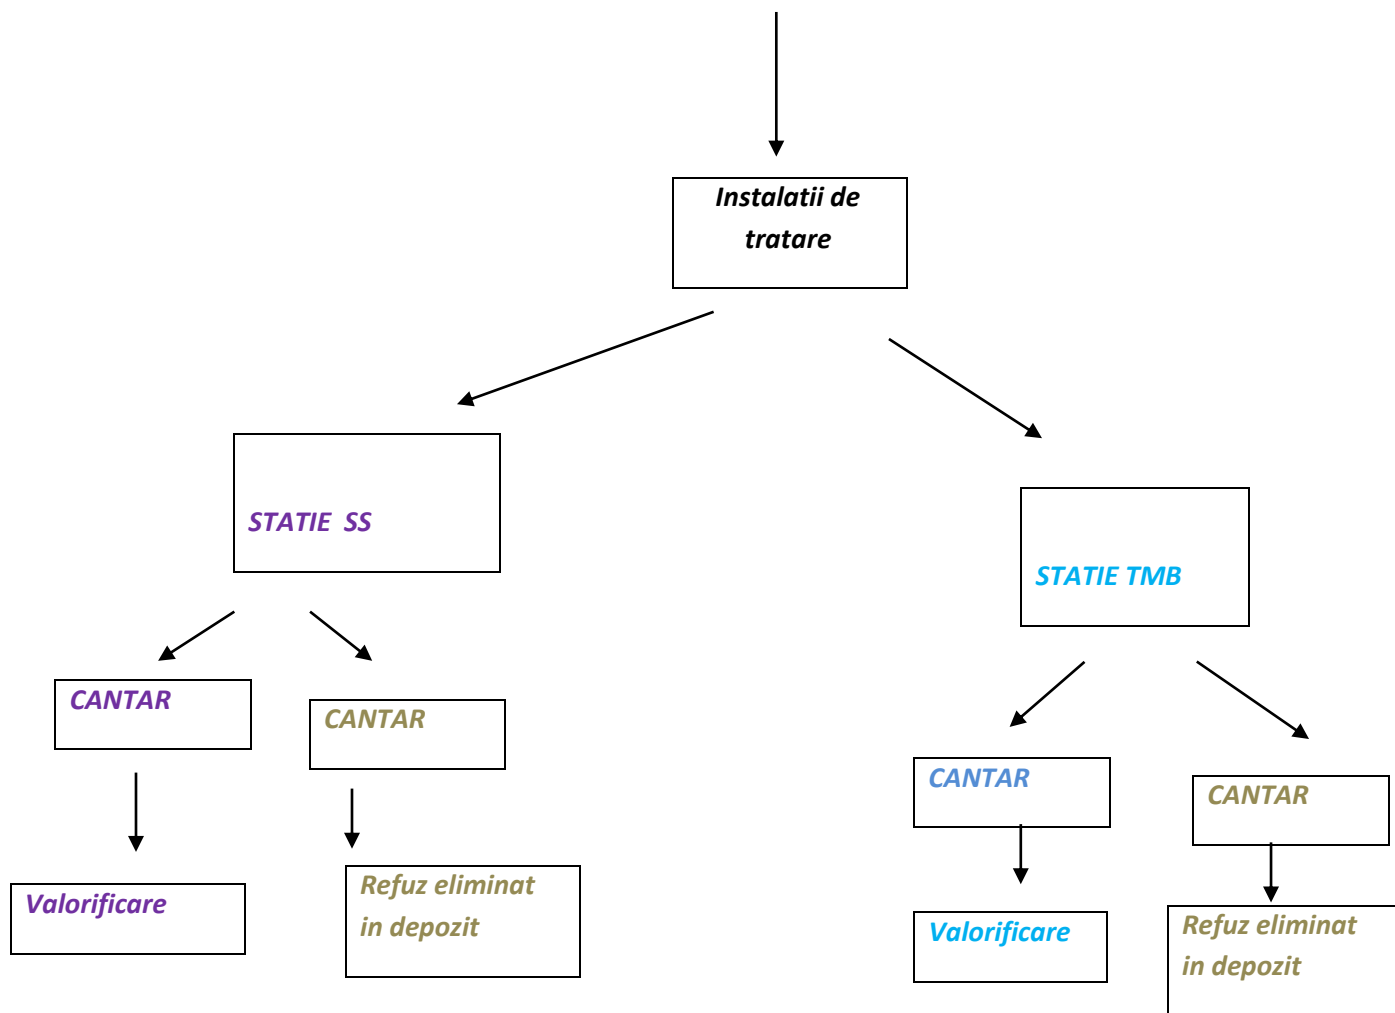 Instalatii de
tratare
STATIE SS
STATIE TMB
CANTAR
CANTAR
CANTAR
CANTAR
Valorificare
Refuz eliminat
in depozit
Valorificare
Refuz eliminat
in depozit